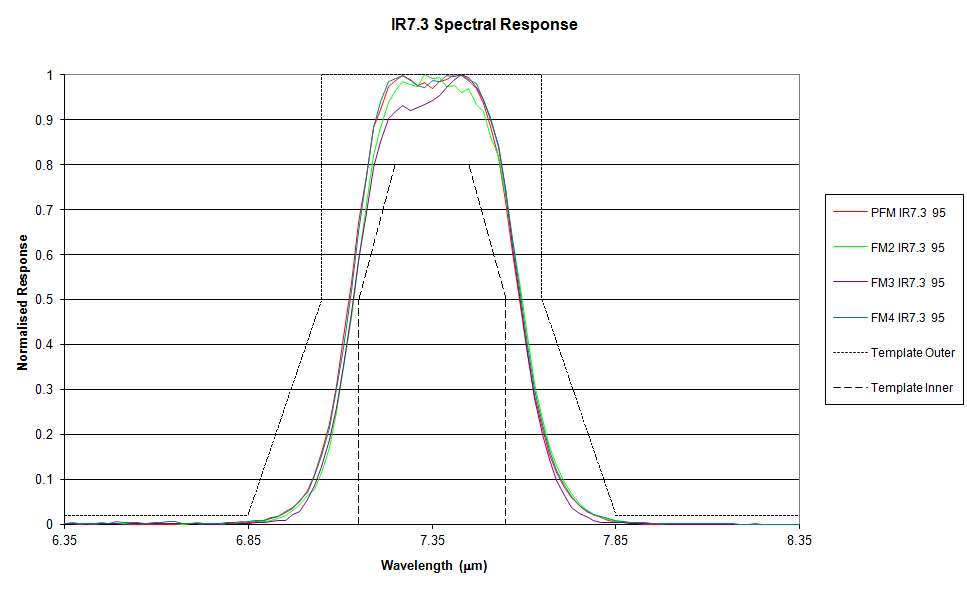 IR7.3 Spectral Response
1
0.9
0.8
0.7
0.6
0.5
0.4
0.3
0.2
0.1
0
Normalised Response
6.35 6.85 7.35 7.85 8.35
Wavelength (µm)
PFM IR7.3 95
FM2 IR7.3 95
FM3 IR7.3 95
FM4 IR7.3 95
Template Outer
Template Inner